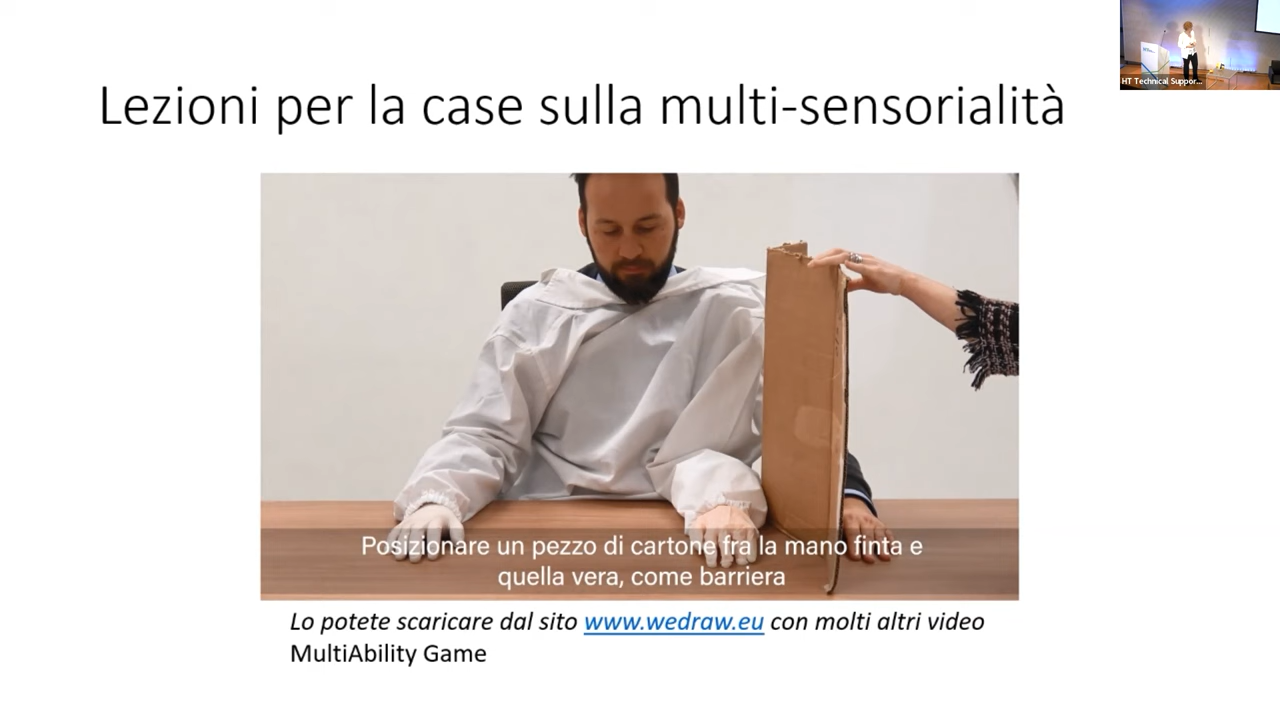 HT Technical Suppor...
Lezioni per la case sulla multi-sensorialità
Posizionare un pezzo di cartone fra la mano finta e
quella vera, come barriera
Lo potete scaricare dal sito www.wedraw.eu con molti altri video
MultiAbility Game